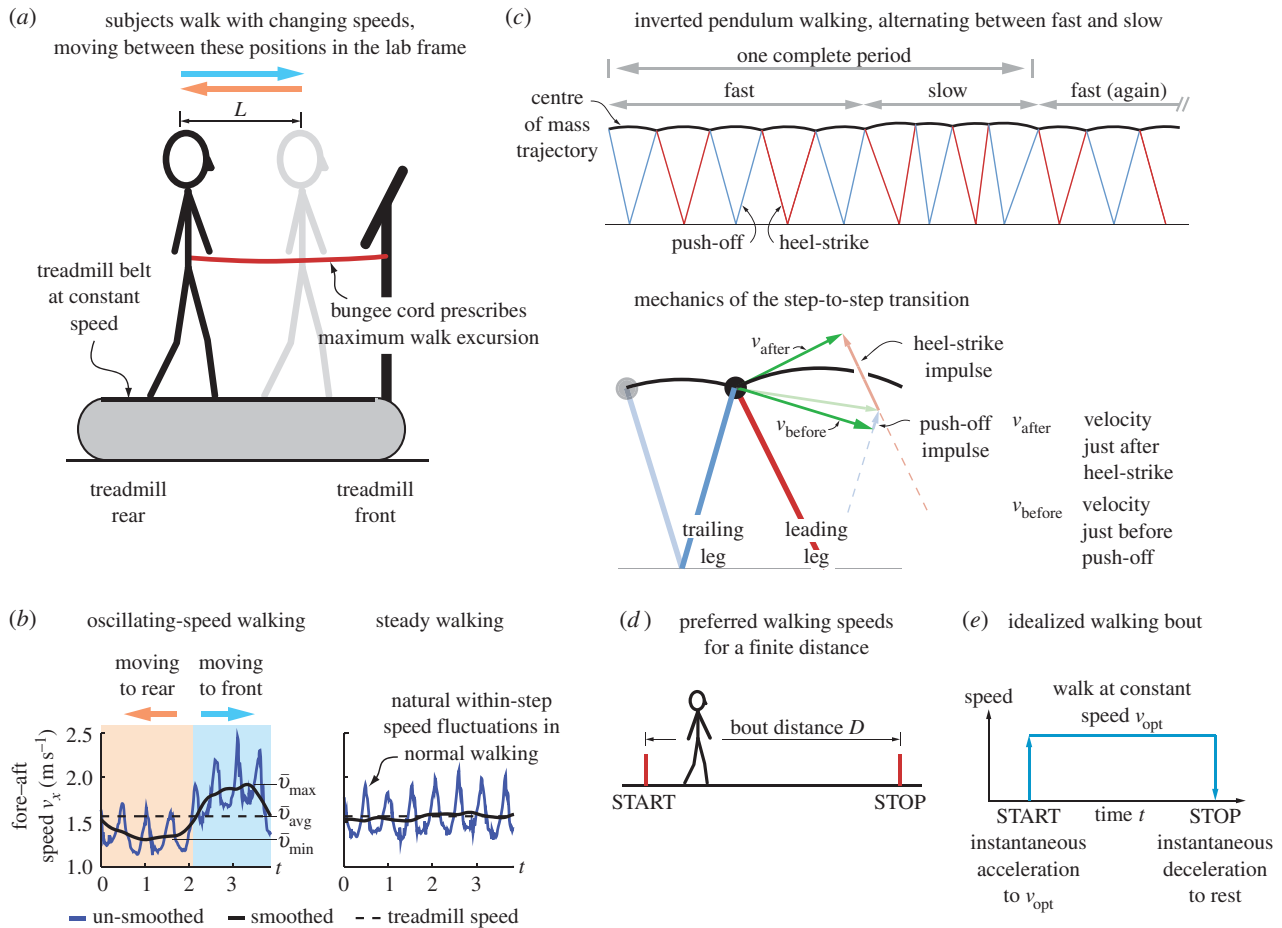 (a)
subjects walk with changing speeds,
moving between these positions in the lab frame
L
treadmill belt
at constant
speed
bungee cord prescribes
maximum walk excursion
treadmill
rear
treadmill
front
(b)
oscillating-speed walking
steady walking
moving
to rear
moving
to front
natural within-step
speed fluctuations in
normal walking
fore–aft
speed vx (m s−1)
2.5
2.0
1.5
1.0
v̄max
v̄avg
v̄min
0 1 2 3 t
0 1 2 3 t
un-smoothed smoothed treadmill speed
(c)
inverted pendulum walking, alternating between fast and slow
one complete period
fast slow fast (again)
centre
of mass
trajectory
push-off heel-strike
mechanics of the step-to-step transition
vafter
heel-strike
impulse
vbefore
push-off
impulse
trailing
leg
leading
leg
vafter velocity
just after
heel-strike
vbefore velocity
just before
push-off
(d)
preferred walking speeds
for a finite distance
bout distance D
START STOP
(e)
idealized walking bout
speed
walk at constant
speed vopt
START time t STOP
instantaneous
acceleration
to vopt
instantaneous
deceleration
to rest